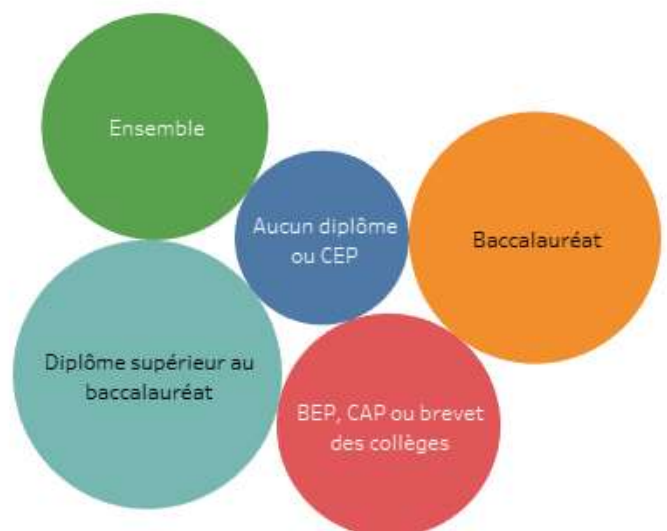 Ensemble
Aucun diplôme
ou CEP
Baccalauréat
Diplôme supérieur au
baccalauréat
BEP, CAP ou brevet
des collèges